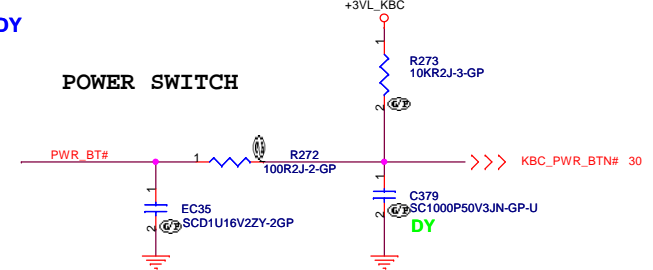 +3VL_KBC
DY
1
R273
10KR2J-3-GP
POWER SWITCH
2 G/P
PWR_BT#
1
R272
100R2J-2-GP
KBC_PWR_BTN# 30
1
1
C379
SC1000P50V3JN-GP-U
EC35
2 G/P
SCD1U16V2ZY-2GP
DY
2 G/P